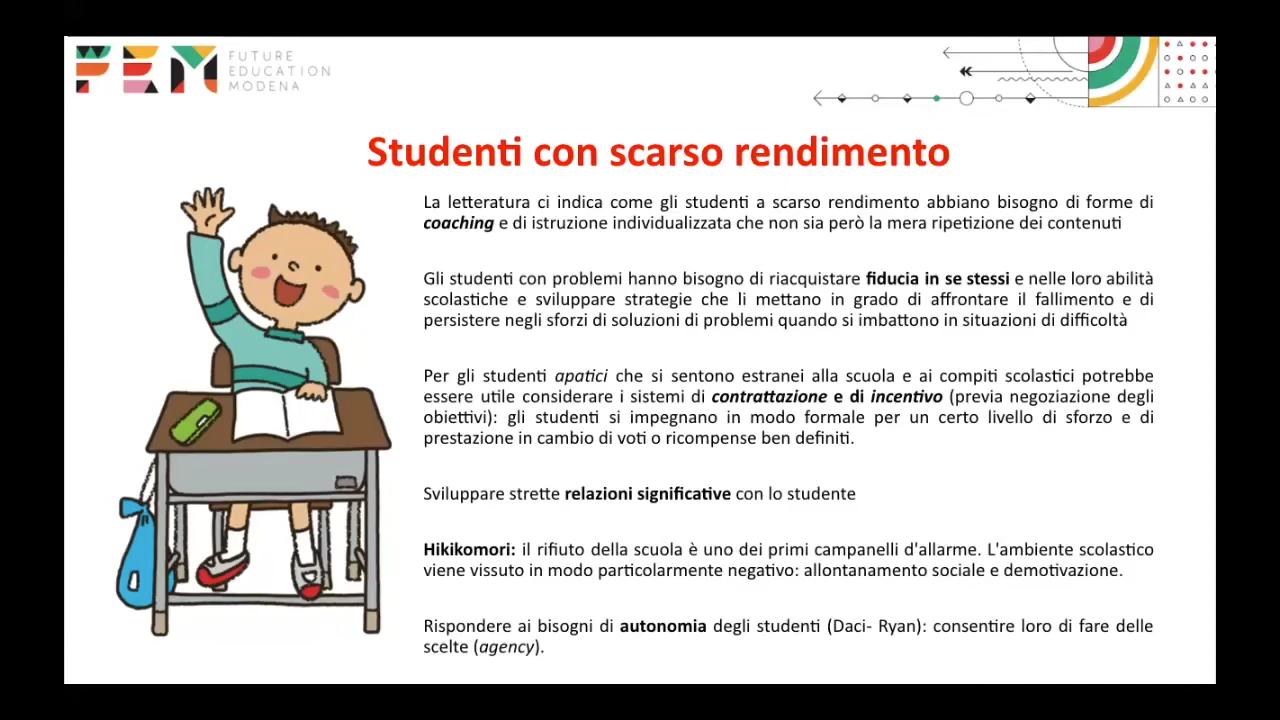 FEM
FUTURE
EDUCATION
MODENA
Studenti con scarso rendimento
La letteratura ci indica come gli studenti a scarso rendimento abbiano bisogno di forme di
coaching e di istruzione individualizzata che non sia però la mera ripetizione dei contenuti
Gli studenti con problemi hanno bisogno di riacquistare fiducia in se stessi e nelle loro abilità
scolastiche e sviluppare strategie che li mettano in grado di affrontare il fallimento e di
persistere negli sforzi di soluzioni di problemi quando si imbattono in situazioni di difficoltà
Per gli studenti apatici che si sentono estranei alla scuola e ai compiti scolastici potrebbe
essere utile considerare i sistemi di contrattazione e di incentivo (previa negoziazione degli
obiettivi): gli studenti si impegnano in modo formale per un certo livello di sforzo e di
prestazione in cambio di voti o ricompense ben definiti.
Sviluppare strette relazioni significative con lo studente
Hikikomori: il rifiuto della scuola è uno dei primi campanelli d'allarme. L'ambiente scolastico
viene vissuto in modo particolarmente negativo: allontanamento sociale e demotivazione.
Rispondere ai bisogni di autonomia degli studenti (Daci- Ryan): consentire loro di fare delle
scelte (agency).